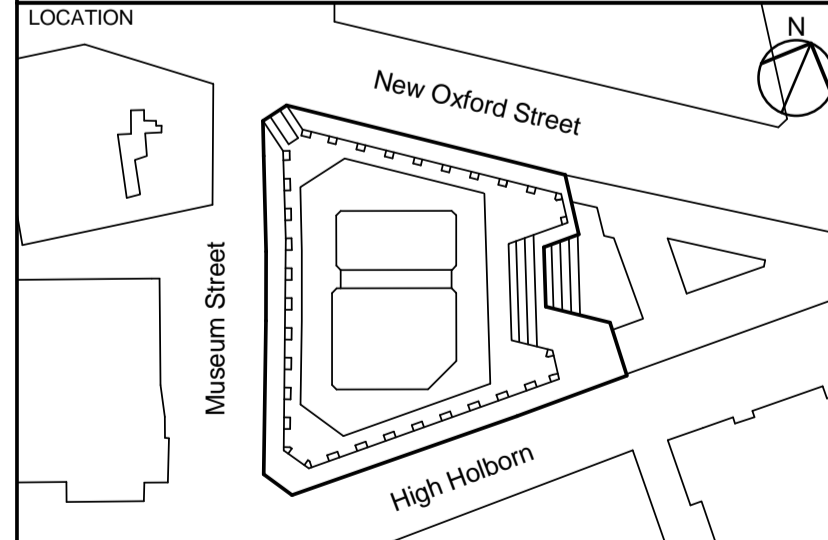 LOCATION
N
New Oxford Street
Museum Street
High Holborn